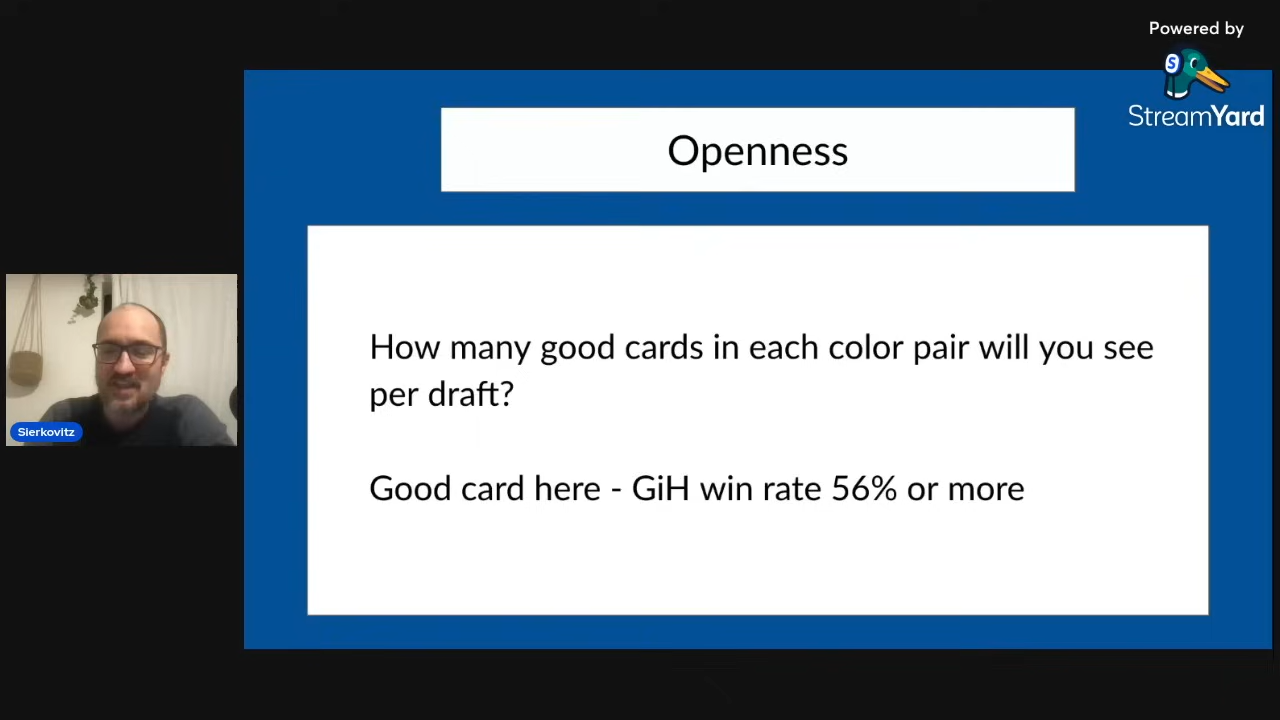 Powered by
S
StreamYard
Openness
How many good cards in each color pair will you see
per draft?
Good card here - GiH win rate 56% or more
Sierkovitz